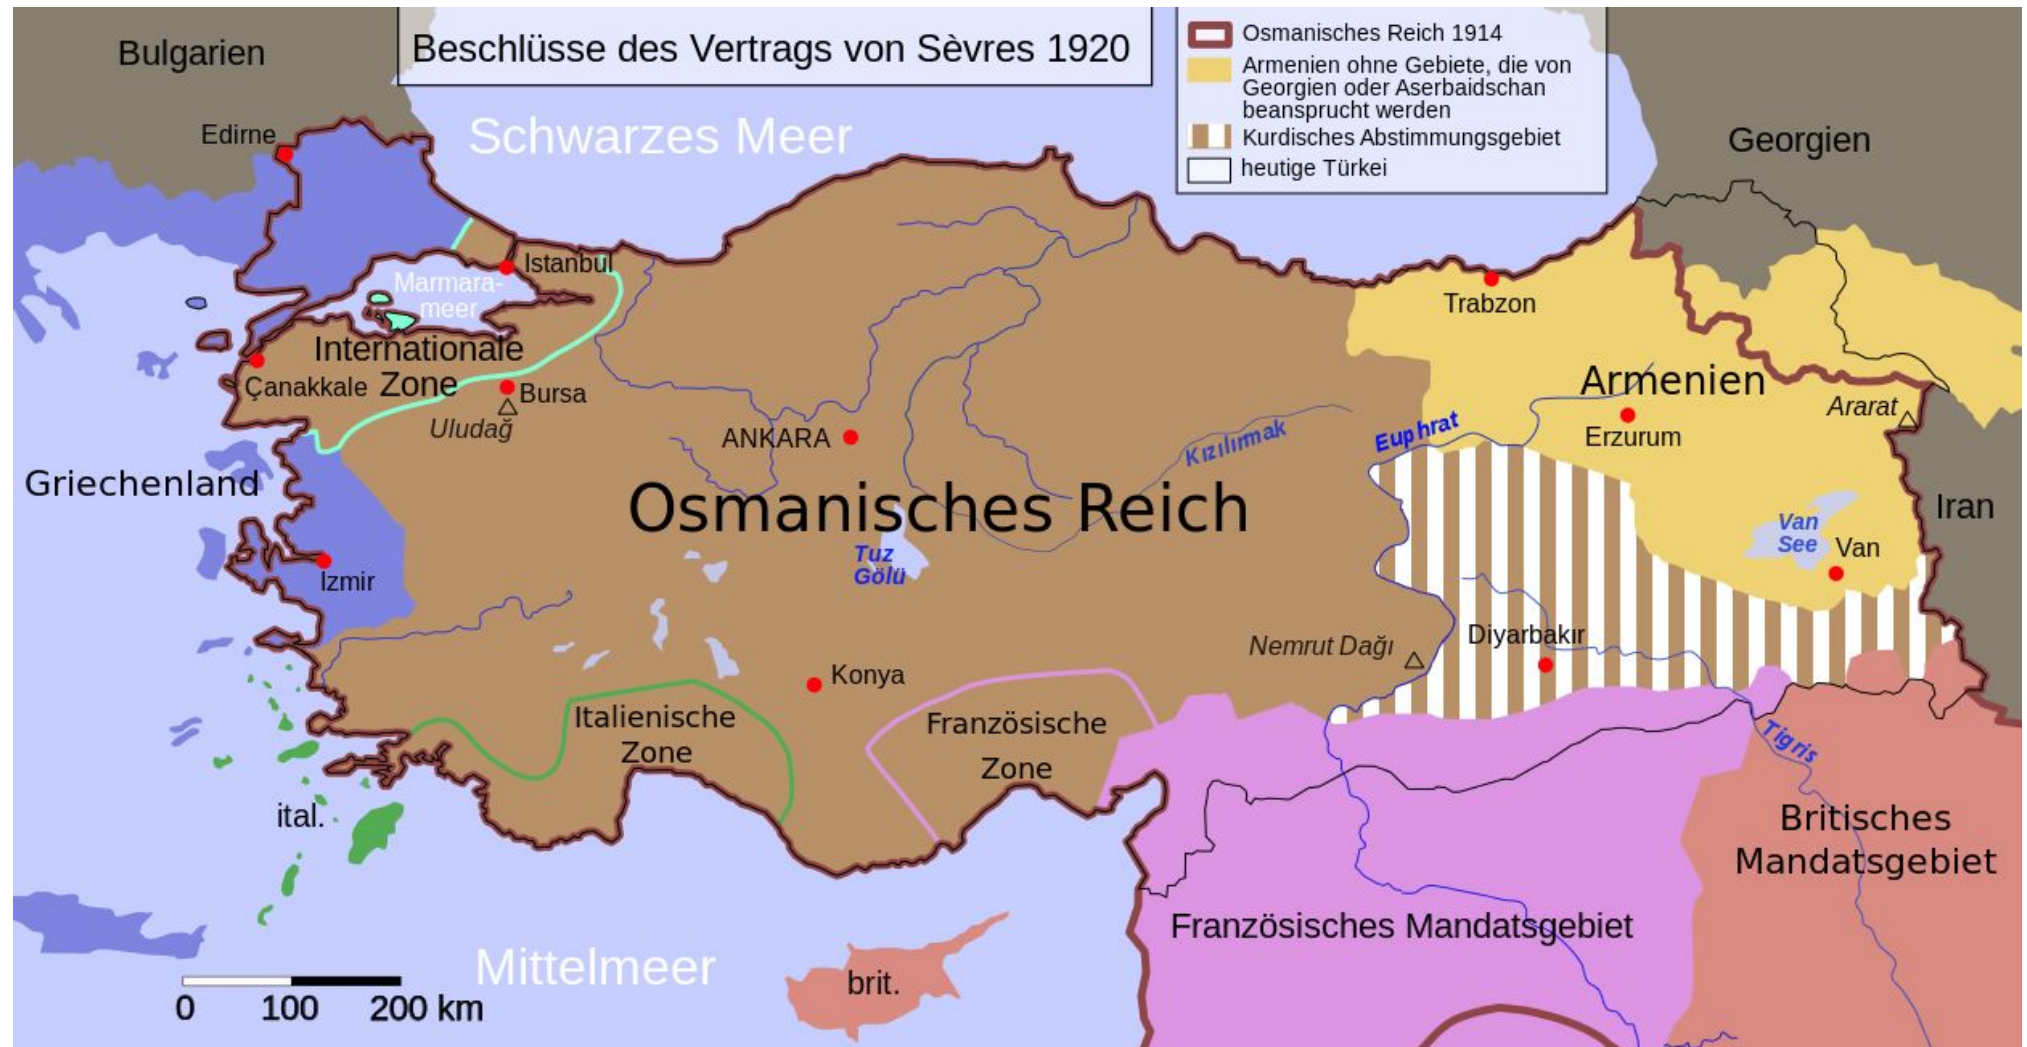 Beschlüsse des Vertrags von Sèvres 1920
Osmanisches Reich 1914
Armenien ohne Gebiete, die von
Georgien oder Aserbaidschan
beansprucht werden
Kurdisches Abstimmungsgebiet
heutige Türkei
Bulgarien
Edirne
Schwarzes Meer
Georgien
Istanbul
Marmara-
meer
Internationale
Zone
Çanakkale
Bursa
Uludağ
Trabzon
Armenien
Erzurum
Ararat
ANKARA
Kızılırmak
Euphrat
Griechenland
Osmanisches Reich
Iran
Van
See
Van
Tuz
Gölü
Izmir
Nemrut Dağı
Diyarbakır
Konya
Italienische
Zone
Französische
Zone
Tigris
ital.
Britisches
Mandatsgebiet
Französisches Mandatsgebiet
Mittelmeer
brit.
0 100 200 km